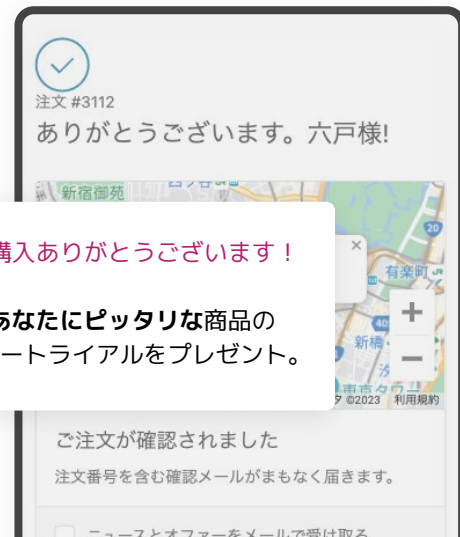 注文 #3112
ありがとうございます。六戸様!
新宿御苑
20
有楽町
購入ありがとうございます！
あなたにピッタリな商品の
ートライアルをプレゼント。
+
新橋
−
東京タワー
©2023 利用規約
ご注文が確認されました
注文番号を含む確認メールがまもなく届きます。
ニュースとオファーをメールで受け取る